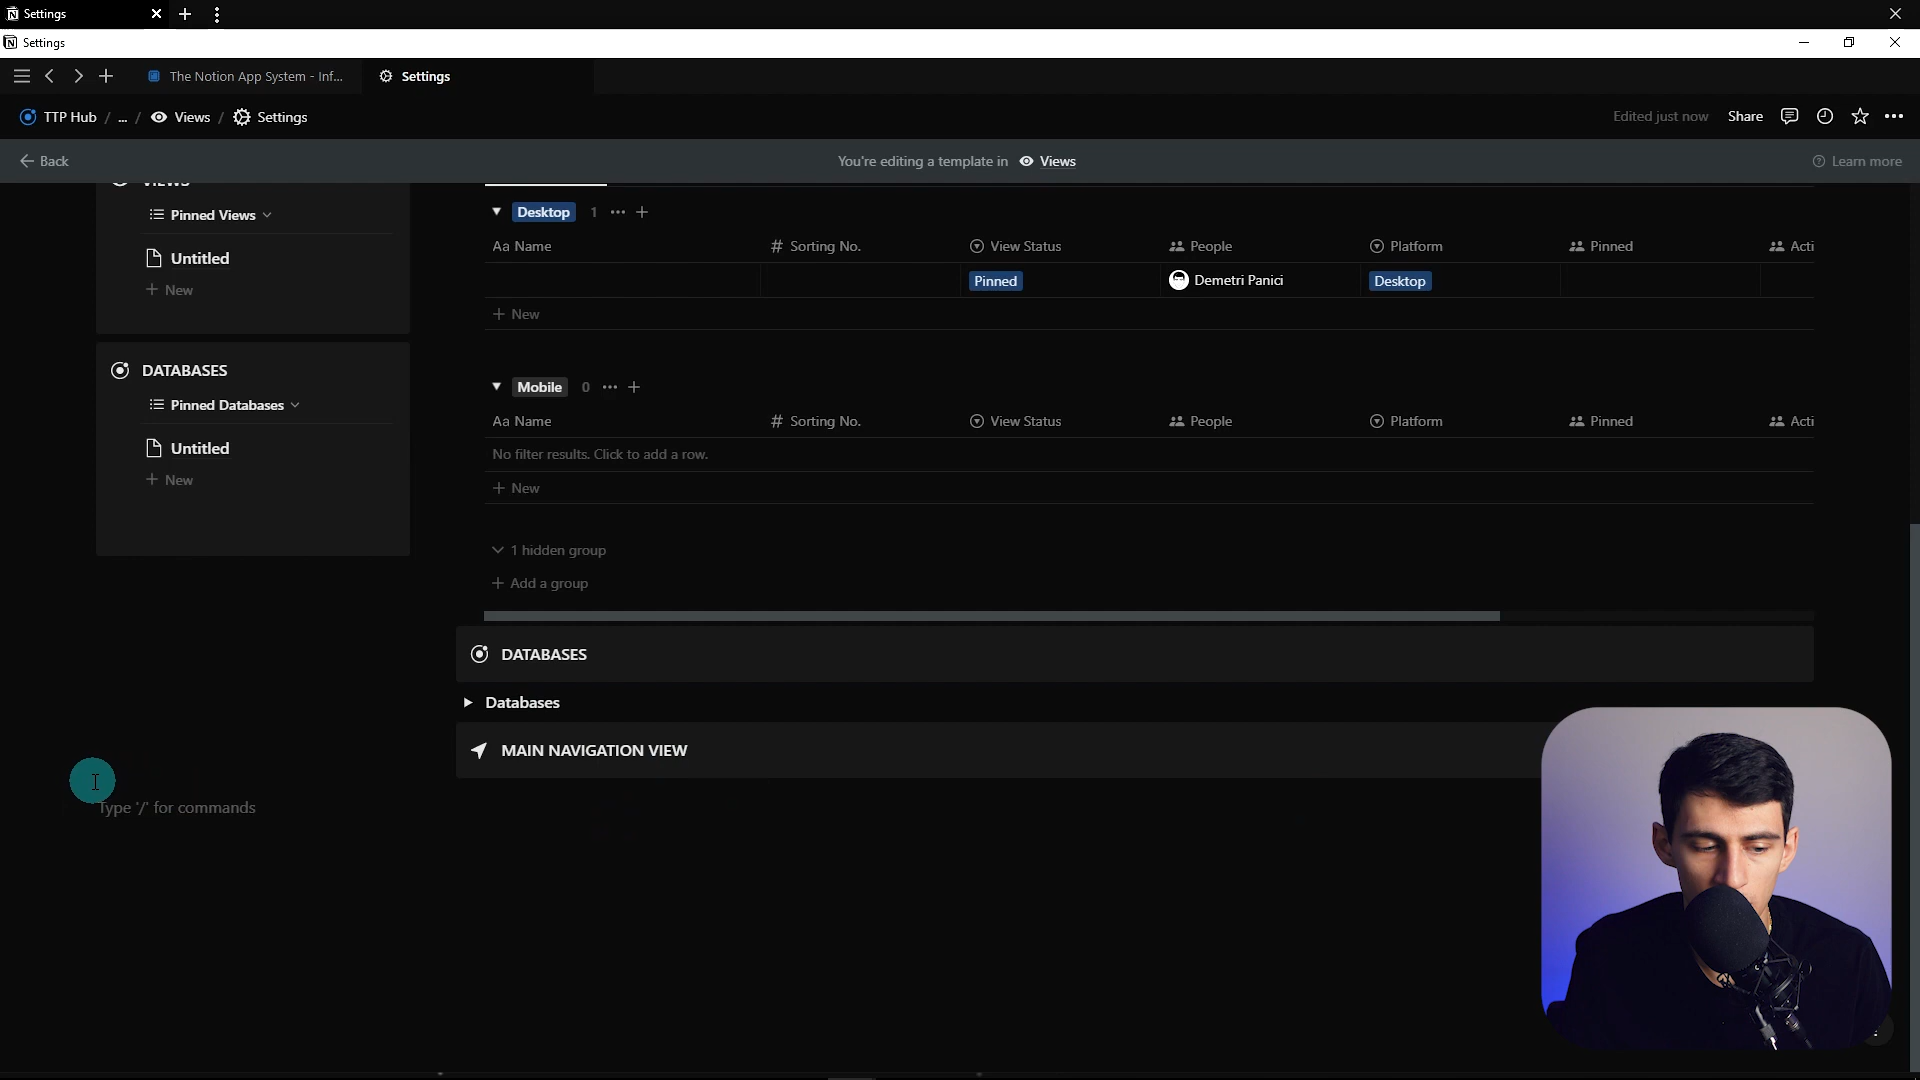 Settings
Settings
The Notion App System - Inf...
Settings
TTP Hub / ... / Views / Settings
Edited just now
Share
Back
You're editing a template in Views
Learn more
VIEWS
Pinned Views
Untitled
+ New
DATABASES
Pinned Databases
Untitled
+ New
Desktop 1
Aa Name
# Sorting No.
View Status
People
Platform
Pinned
Acti
Pinned
Demetri Panici
Desktop
+ New
Mobile 0
Aa Name
# Sorting No.
View Status
People
Platform
Pinned
Acti
No filter results. Click to add a row.
+ New
1 hidden group
+ Add a group
DATABASES
Databases
MAIN NAVIGATION VIEW
Type '/' for commands